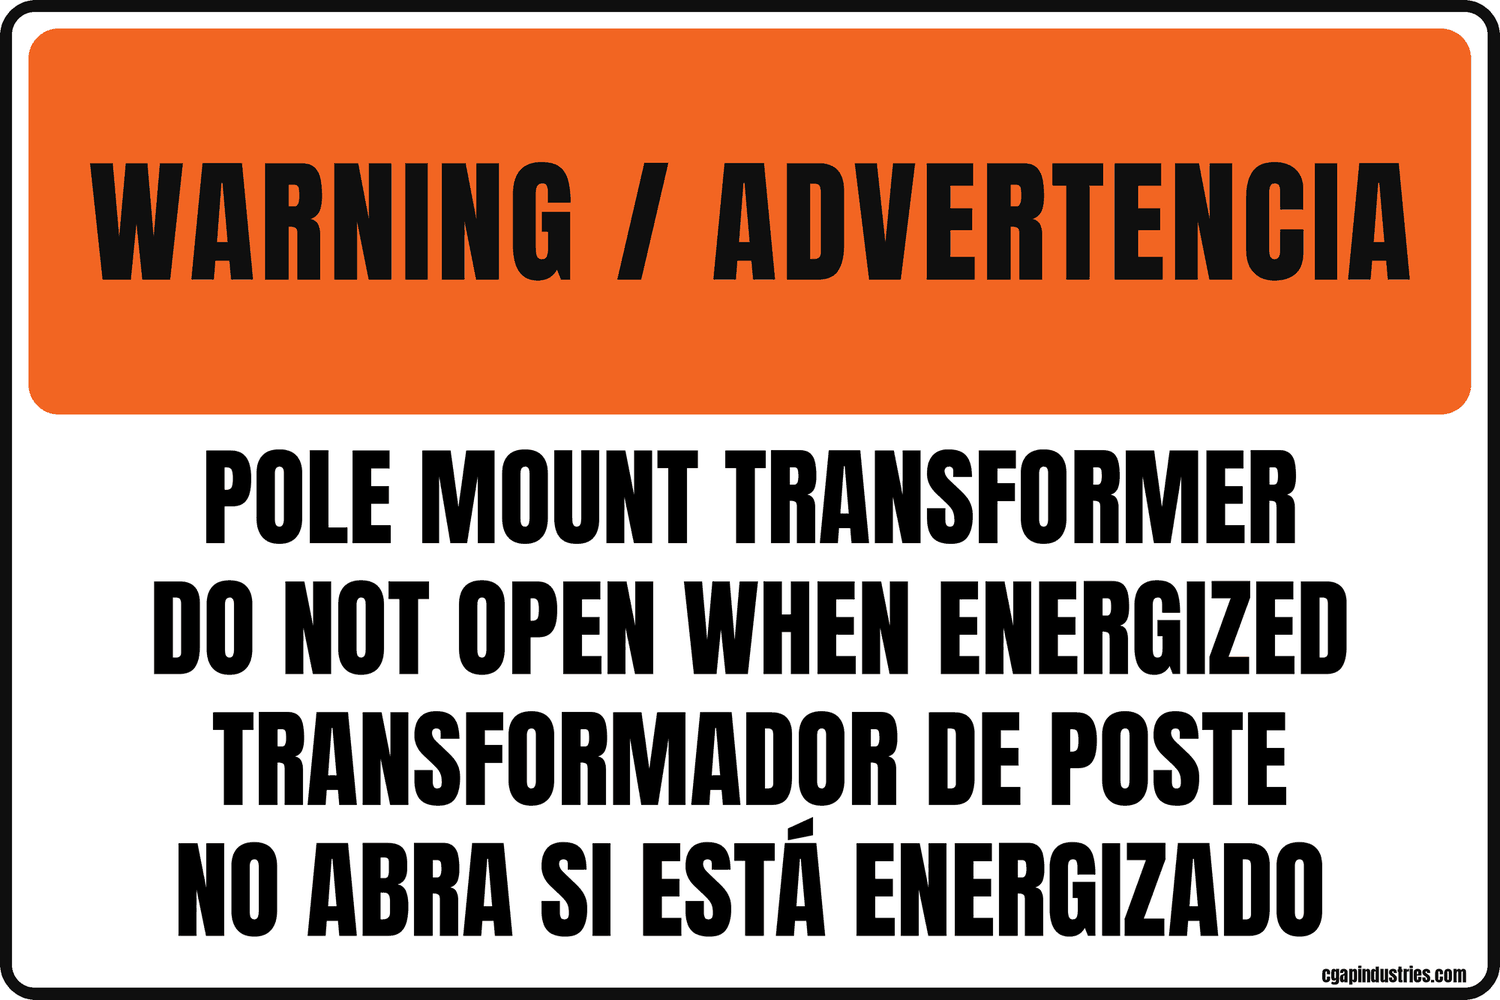 WARNING / ADVERTENCIA
POLE MOUNT TRANSFORMER
DO NOT OPEN WHEN ENERGIZED
TRANSFORMADOR DE POSTE
NO ABRA SI ESTÁ ENERGIZADO
cgapindustries.com